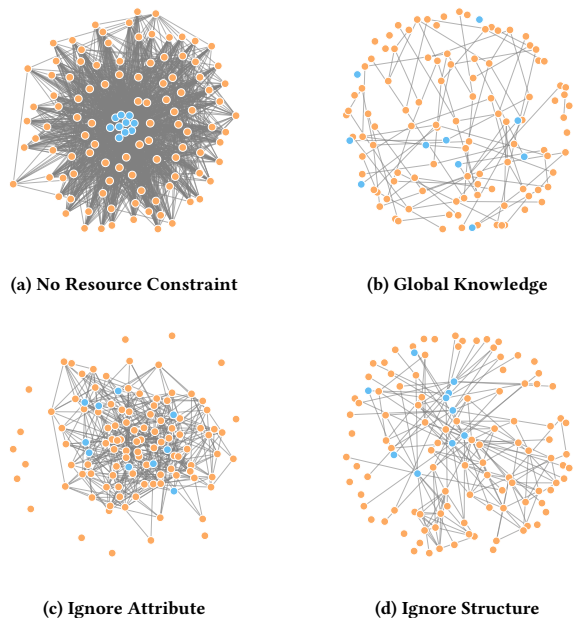 (a) No Resource Constraint
(b) Global Knowledge
(c) Ignore Attribute
(d) Ignore Structure